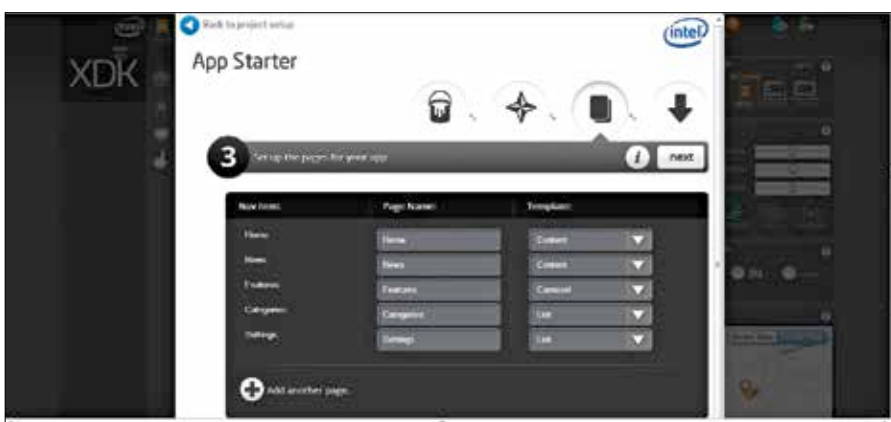 Back to project setup
intel
XDK
App Starter
3 Set up the pages for your app i next
Nav Items: Page Name: Template:
Home Home Content
News News Content
Features Features Carousel
Categories Categories List
Settings Settings List
Add another page